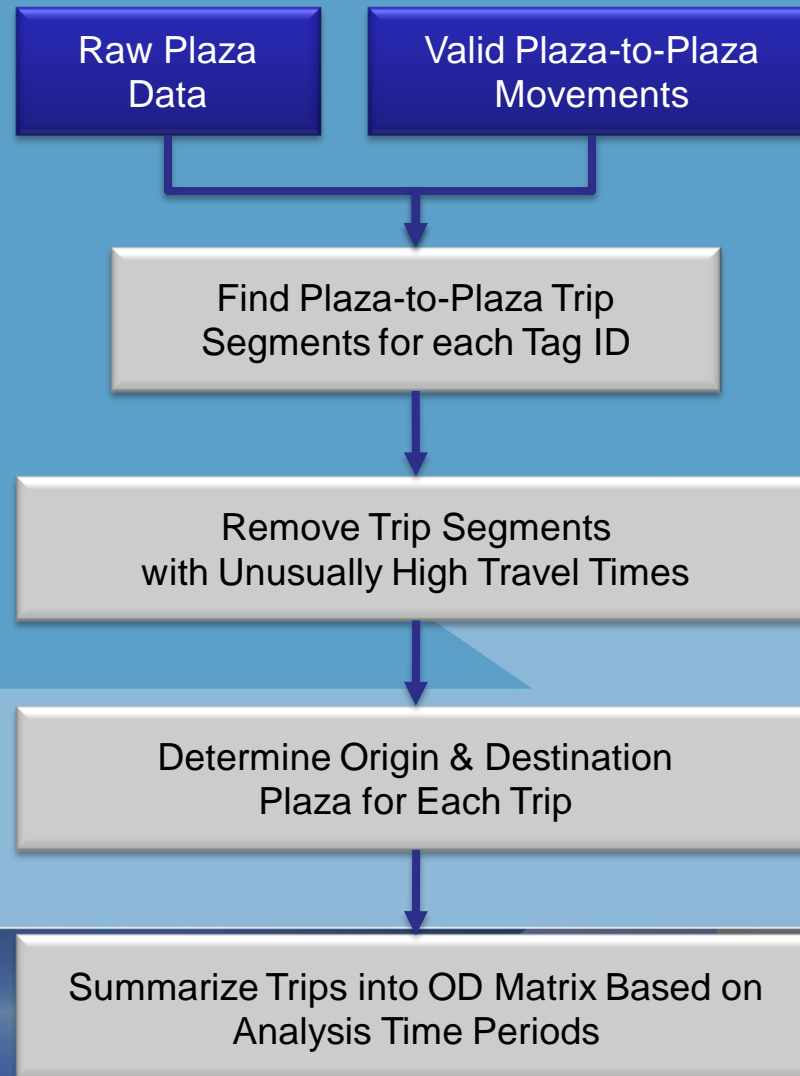 Raw Plaza
Data
Valid Plaza-to-Plaza
Movements
Find Plaza-to-Plaza Trip
Segments for each Tag ID
Remove Trip Segments
with Unusually High Travel Times
Determine Origin & Destination
Plaza for Each Trip
Summarize Trips into OD Matrix Based on
Analysis Time Periods